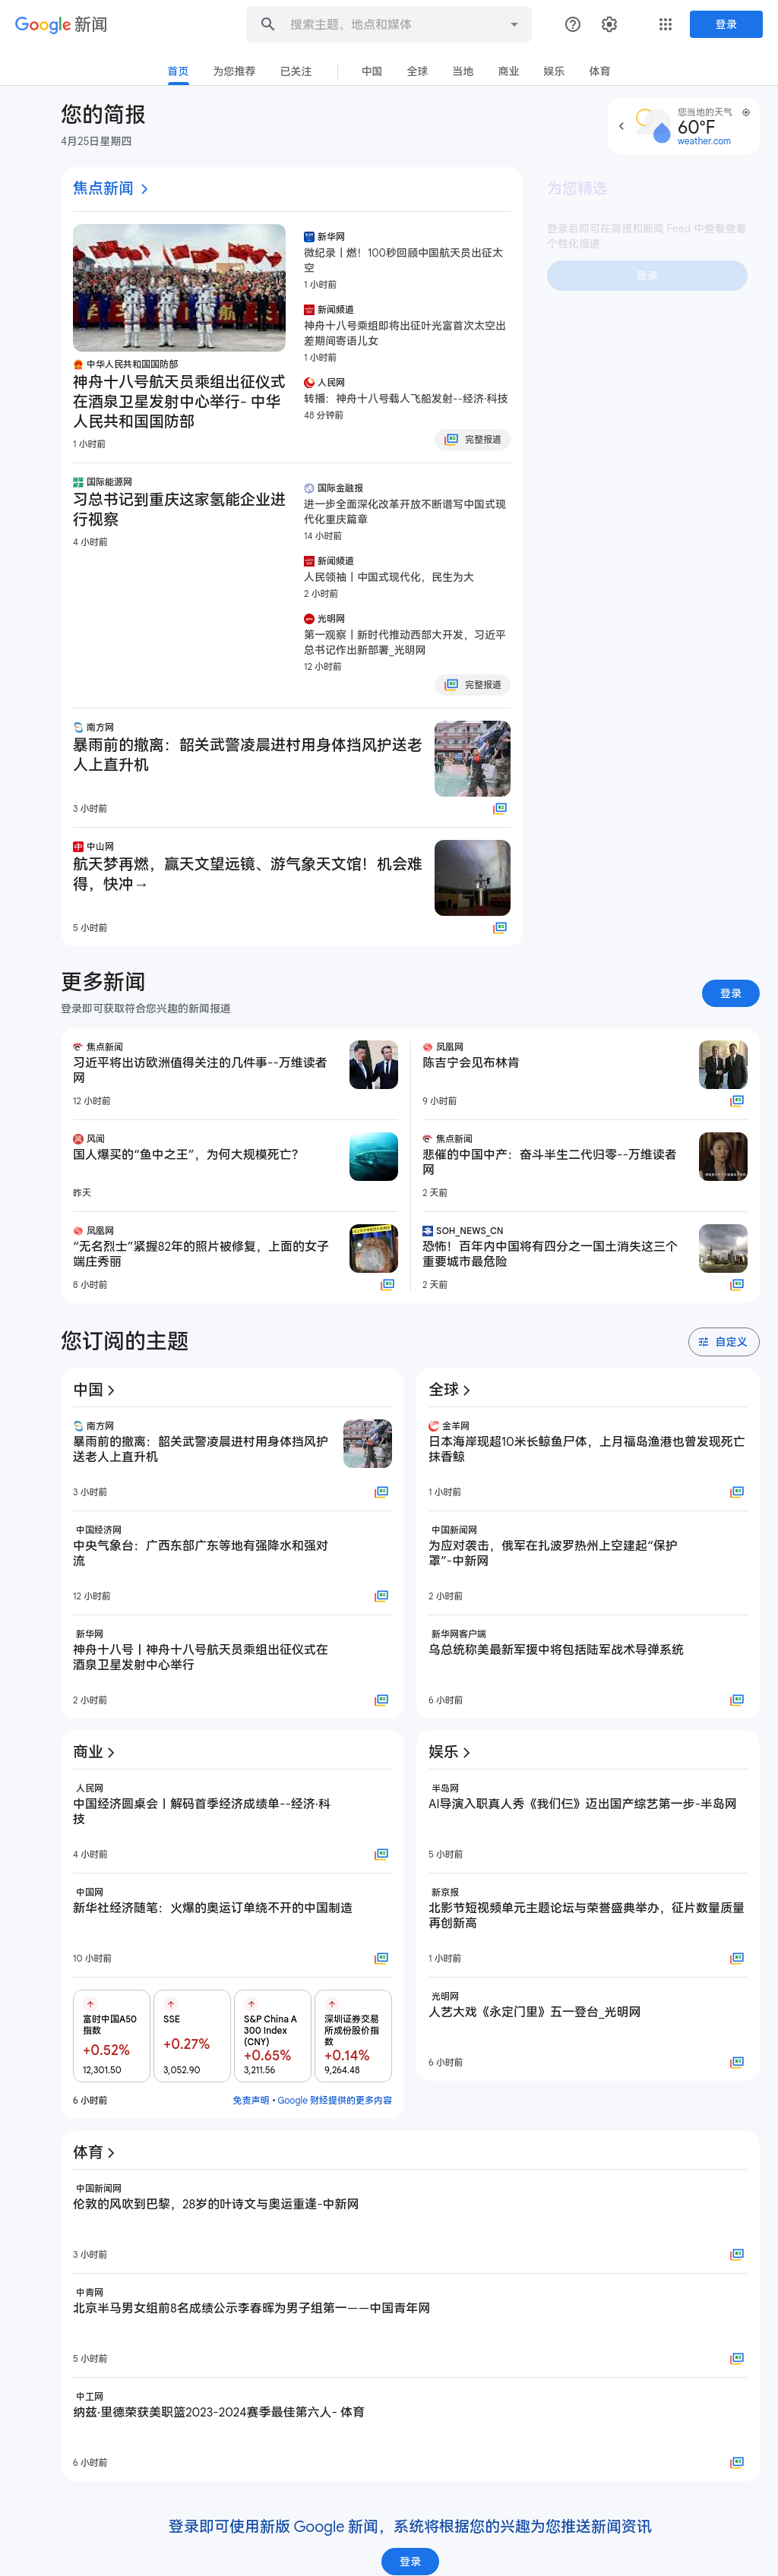 Google 新闻
搜索主题、地点和媒体
登录
首页
为您推荐
已关注
中国
全球
当地
商业
娱乐
体育
您的简报
4月25日星期四
您当地的天气
60°F
weather.com
焦点新闻
中华人民共和国国防部
神舟十八号航天员乘组出征仪式
在酒泉卫星发射中心举行- 中华
人民共和国国防部
1 小时前
新华网
微纪录丨燃！100秒回顾中国航天员出征太
空
1 小时前
新闻频道
神舟十八号乘组即将出征叶光富首次太空出
差期间寄语儿女
1 小时前
人民网
转播：神舟十八号载人飞船发射--经济·科技
48 分钟前
完整报道
为您精选
登录后即可在简报和新闻 Feed 中查看查看
个性化报道
登录
国际能源网
习总书记到重庆这家氢能企业进
行视察
4 小时前
国际金融报
进一步全面深化改革开放不断谱写中国式现
代化重庆篇章
14 小时前
新闻频道
人民领袖丨中国式现代化，民生为大
2 小时前
光明网
第一观察丨新时代推动西部大开发，习近平
总书记作出新部署_光明网
12 小时前
完整报道
南方网
暴雨前的撤离：韶关武警凌晨进村用身体挡风护送老
人上直升机
3 小时前
中山网
航天梦再燃，赢天文望远镜、游气象天文馆！机会难
得，快冲→
5 小时前
更多新闻
登录即可获取符合您兴趣的新闻报道
登录
焦点新闻
习近平将出访欧洲值得关注的几件事--万维读者
网
12 小时前
凤凰网
陈吉宁会见布林肯
9 小时前
风闻
国人爆买的“鱼中之王”，为何大规模死亡？
昨天
焦点新闻
悲催的中国中产：奋斗半生二代归零--万维读者
网
2 天前
凤凰网
“无名烈士”紧握82年的照片被修复，上面的女子
端庄秀丽
8 小时前
SOH_NEWS_CN
恐怖！百年内中国将有四分之一国土消失这三个
重要城市最危险
2 天前
您订阅的主题
自定义
中国
南方网
暴雨前的撤离：韶关武警凌晨进村用身体挡风护
送老人上直升机
3 小时前
中国经济网
中央气象台：广西东部广东等地有强降水和强对
流
12 小时前
新华网
神舟十八号丨神舟十八号航天员乘组出征仪式在
酒泉卫星发射中心举行
2 小时前
全球
金羊网
日本海岸现超10米长鲸鱼尸体，上月福岛渔港也曾发现死亡
抹香鲸
1 小时前
中国新闻网
为应对袭击，俄军在扎波罗热州上空建起“保护
罩”-中新网
2 小时前
新华网客户端
乌总统称美最新军援中将包括陆军战术导弹系统
6 小时前
商业
人民网
中国经济圆桌会丨解码首季经济成绩单--经济·科
技
4 小时前
中国网
新华社经济随笔：火爆的奥运订单绕不开的中国制造
10 小时前
富时中国A50
指数
+0.52%
12,301.50
SSE
+0.27%
3,052.90
S&P China A
300 Index
(CNY)
+0.65%
3,211.56
深圳证券交易
所成份股价指
数
+0.14%
9,264.48
6 小时前
免责声明 • Google 财经提供的更多内容
娱乐
半岛网
AI导演入职真人秀《我们仨》迈出国产综艺第一步-半岛网
5 小时前
新京报
北影节短视频单元主题论坛与荣誉盛典举办，征片数量质量
再创新高
1 小时前
光明网
人艺大戏《永定门里》五一登台_光明网
6 小时前
体育
中国新闻网
伦敦的风吹到巴黎，28岁的叶诗文与奥运重逢-中新网
3 小时前
中青网
北京半马男女组前8名成绩公示李春晖为男子组第一——中国青年网
5 小时前
中工网
纳兹·里德荣获美职篮2023-2024赛季最佳第六人- 体育
6 小时前
登录即可使用新版 Google 新闻，系统将根据您的兴趣为您推送新闻资讯
登录